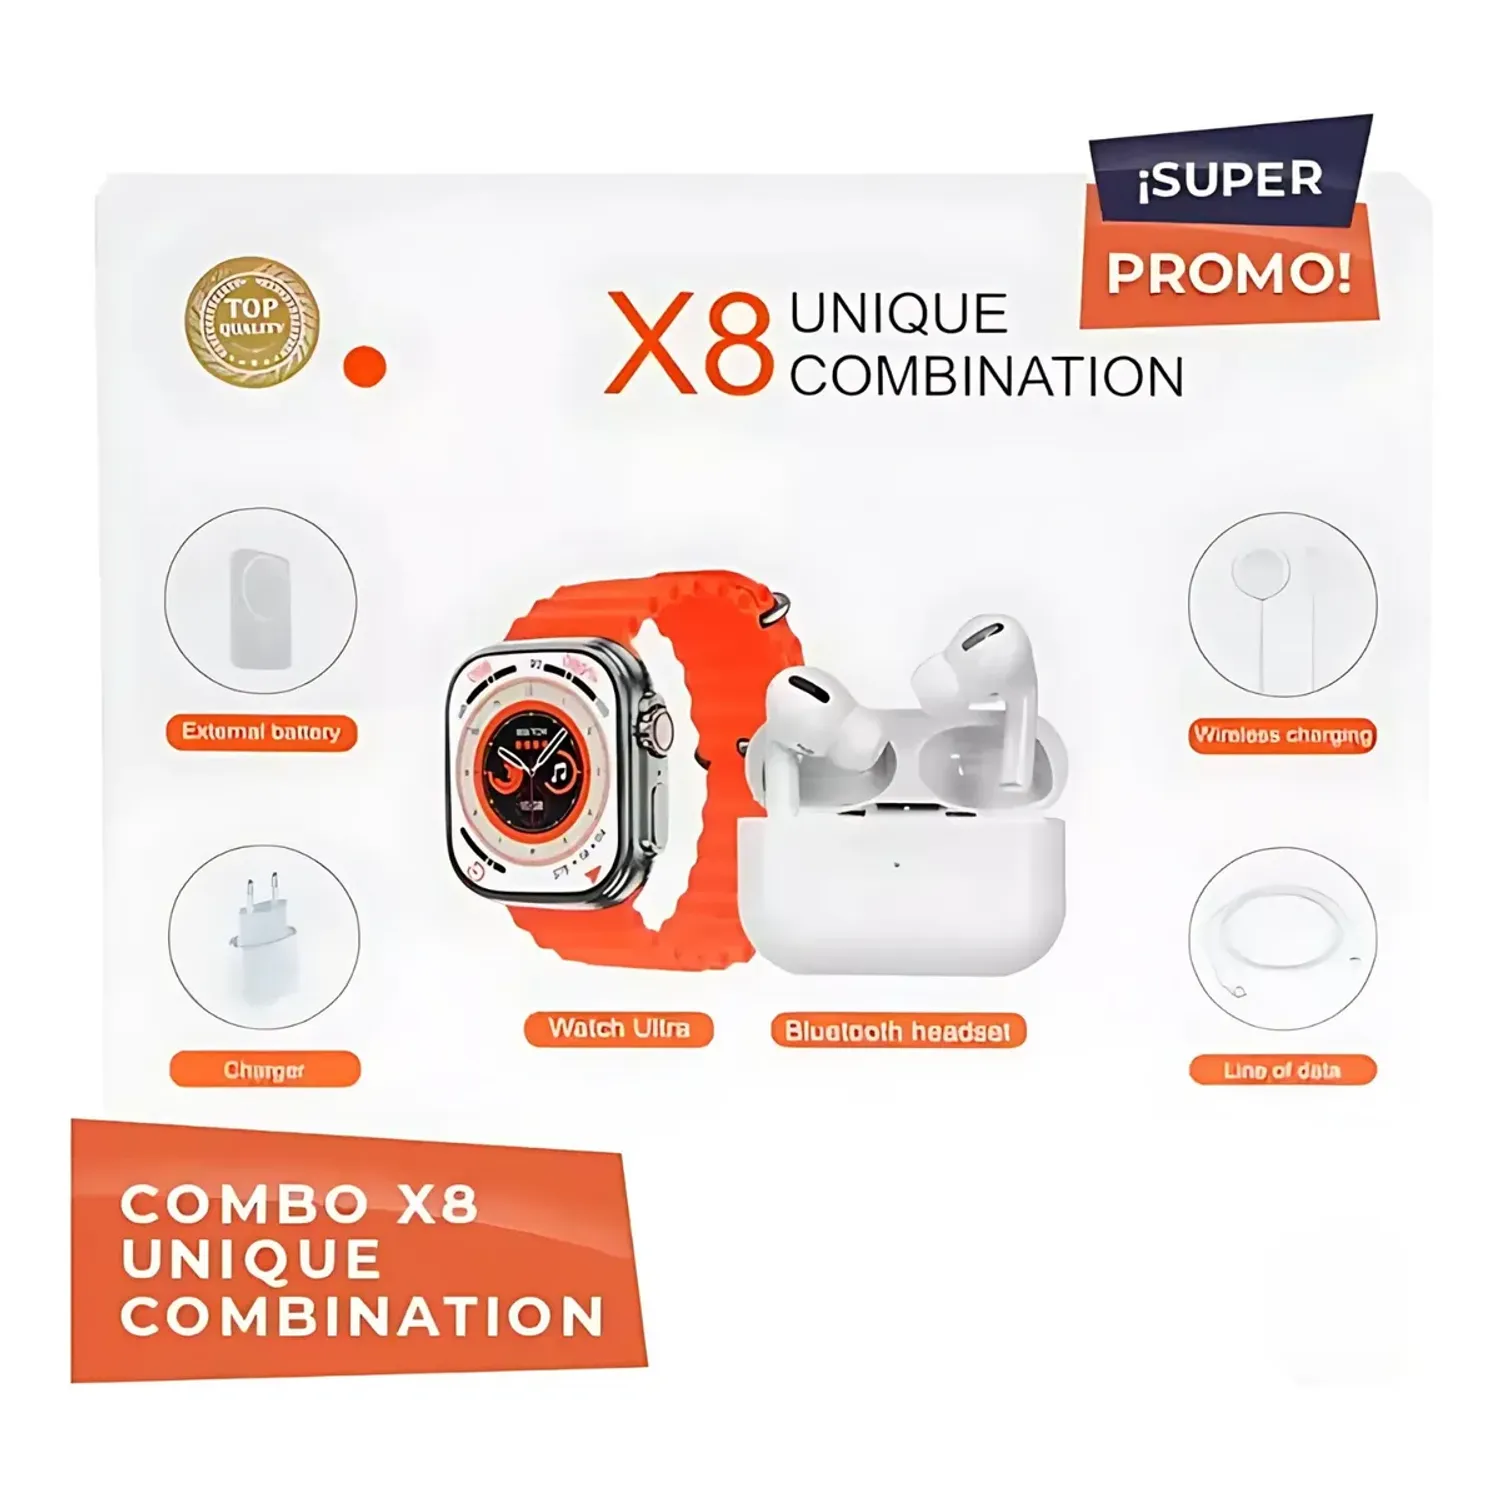 ¡SUPER
PROMO!
TOP
QUALITY
X8 UNIQUE
COMBINATION
External battery
Wireless charging
Watch Ultra
Bluetooth headset
Charger
Line of data
COMBO X8
UNIQUE
COMBINATION